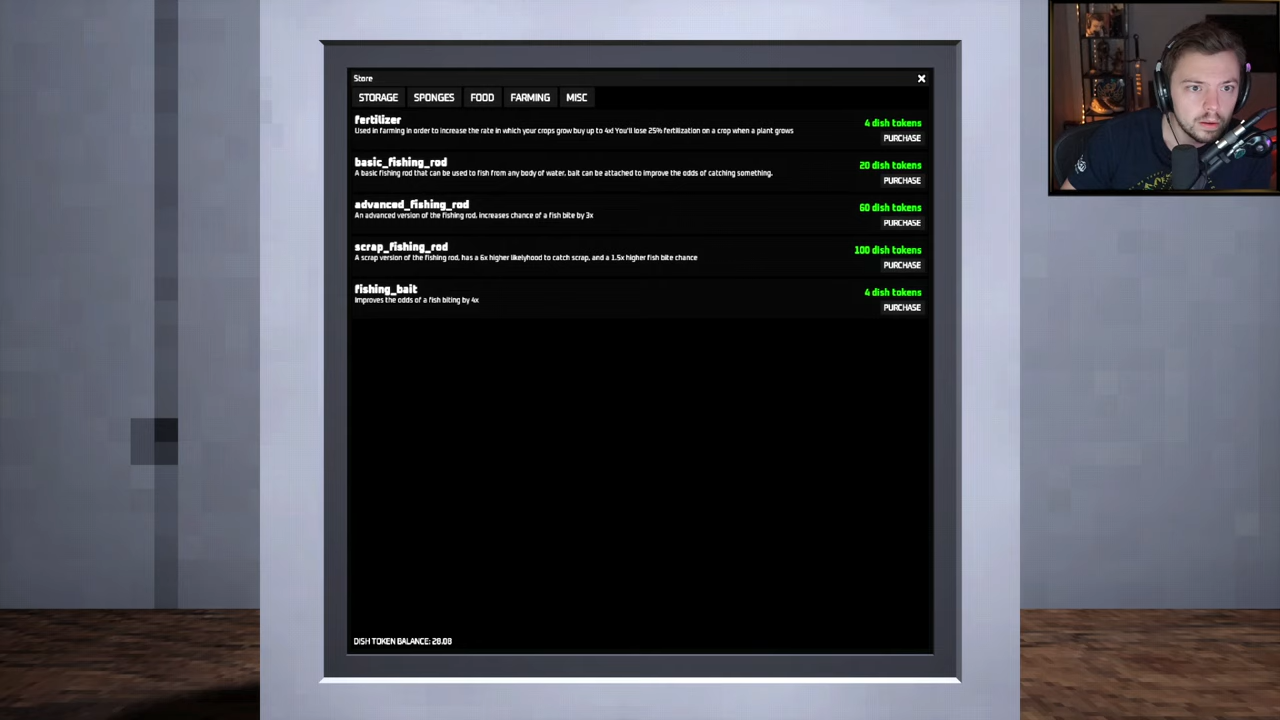 Store
STORAGE SPONGES FOOD FARMING MISC
fertilizer
Used in farming in order to increase the rate in which your crops grow buy up to 4x! You'll lose 25% fertilization on a crop when a plant grows
4 dish tokens
PURCHASE
basic_fishing_rod
A basic fishing rod that can be used to fish from any body of water, bait can be attached to improve the odds of catching something.
20 dish tokens
PURCHASE
advanced_fishing_rod
An advanced version of the fishing rod, increases chance of a fish bite by 3x
60 dish tokens
PURCHASE
scrap_fishing_rod
A scrap version of the fishing rod, has a 6x higher likelyhood to catch scrap, and a 1.5x higher fish bite chance
100 dish tokens
PURCHASE
fishing_bait
Improves the odds of a fish biting by 4x
4 dish tokens
PURCHASE
DISH TOKEN BALANCE: 28.08